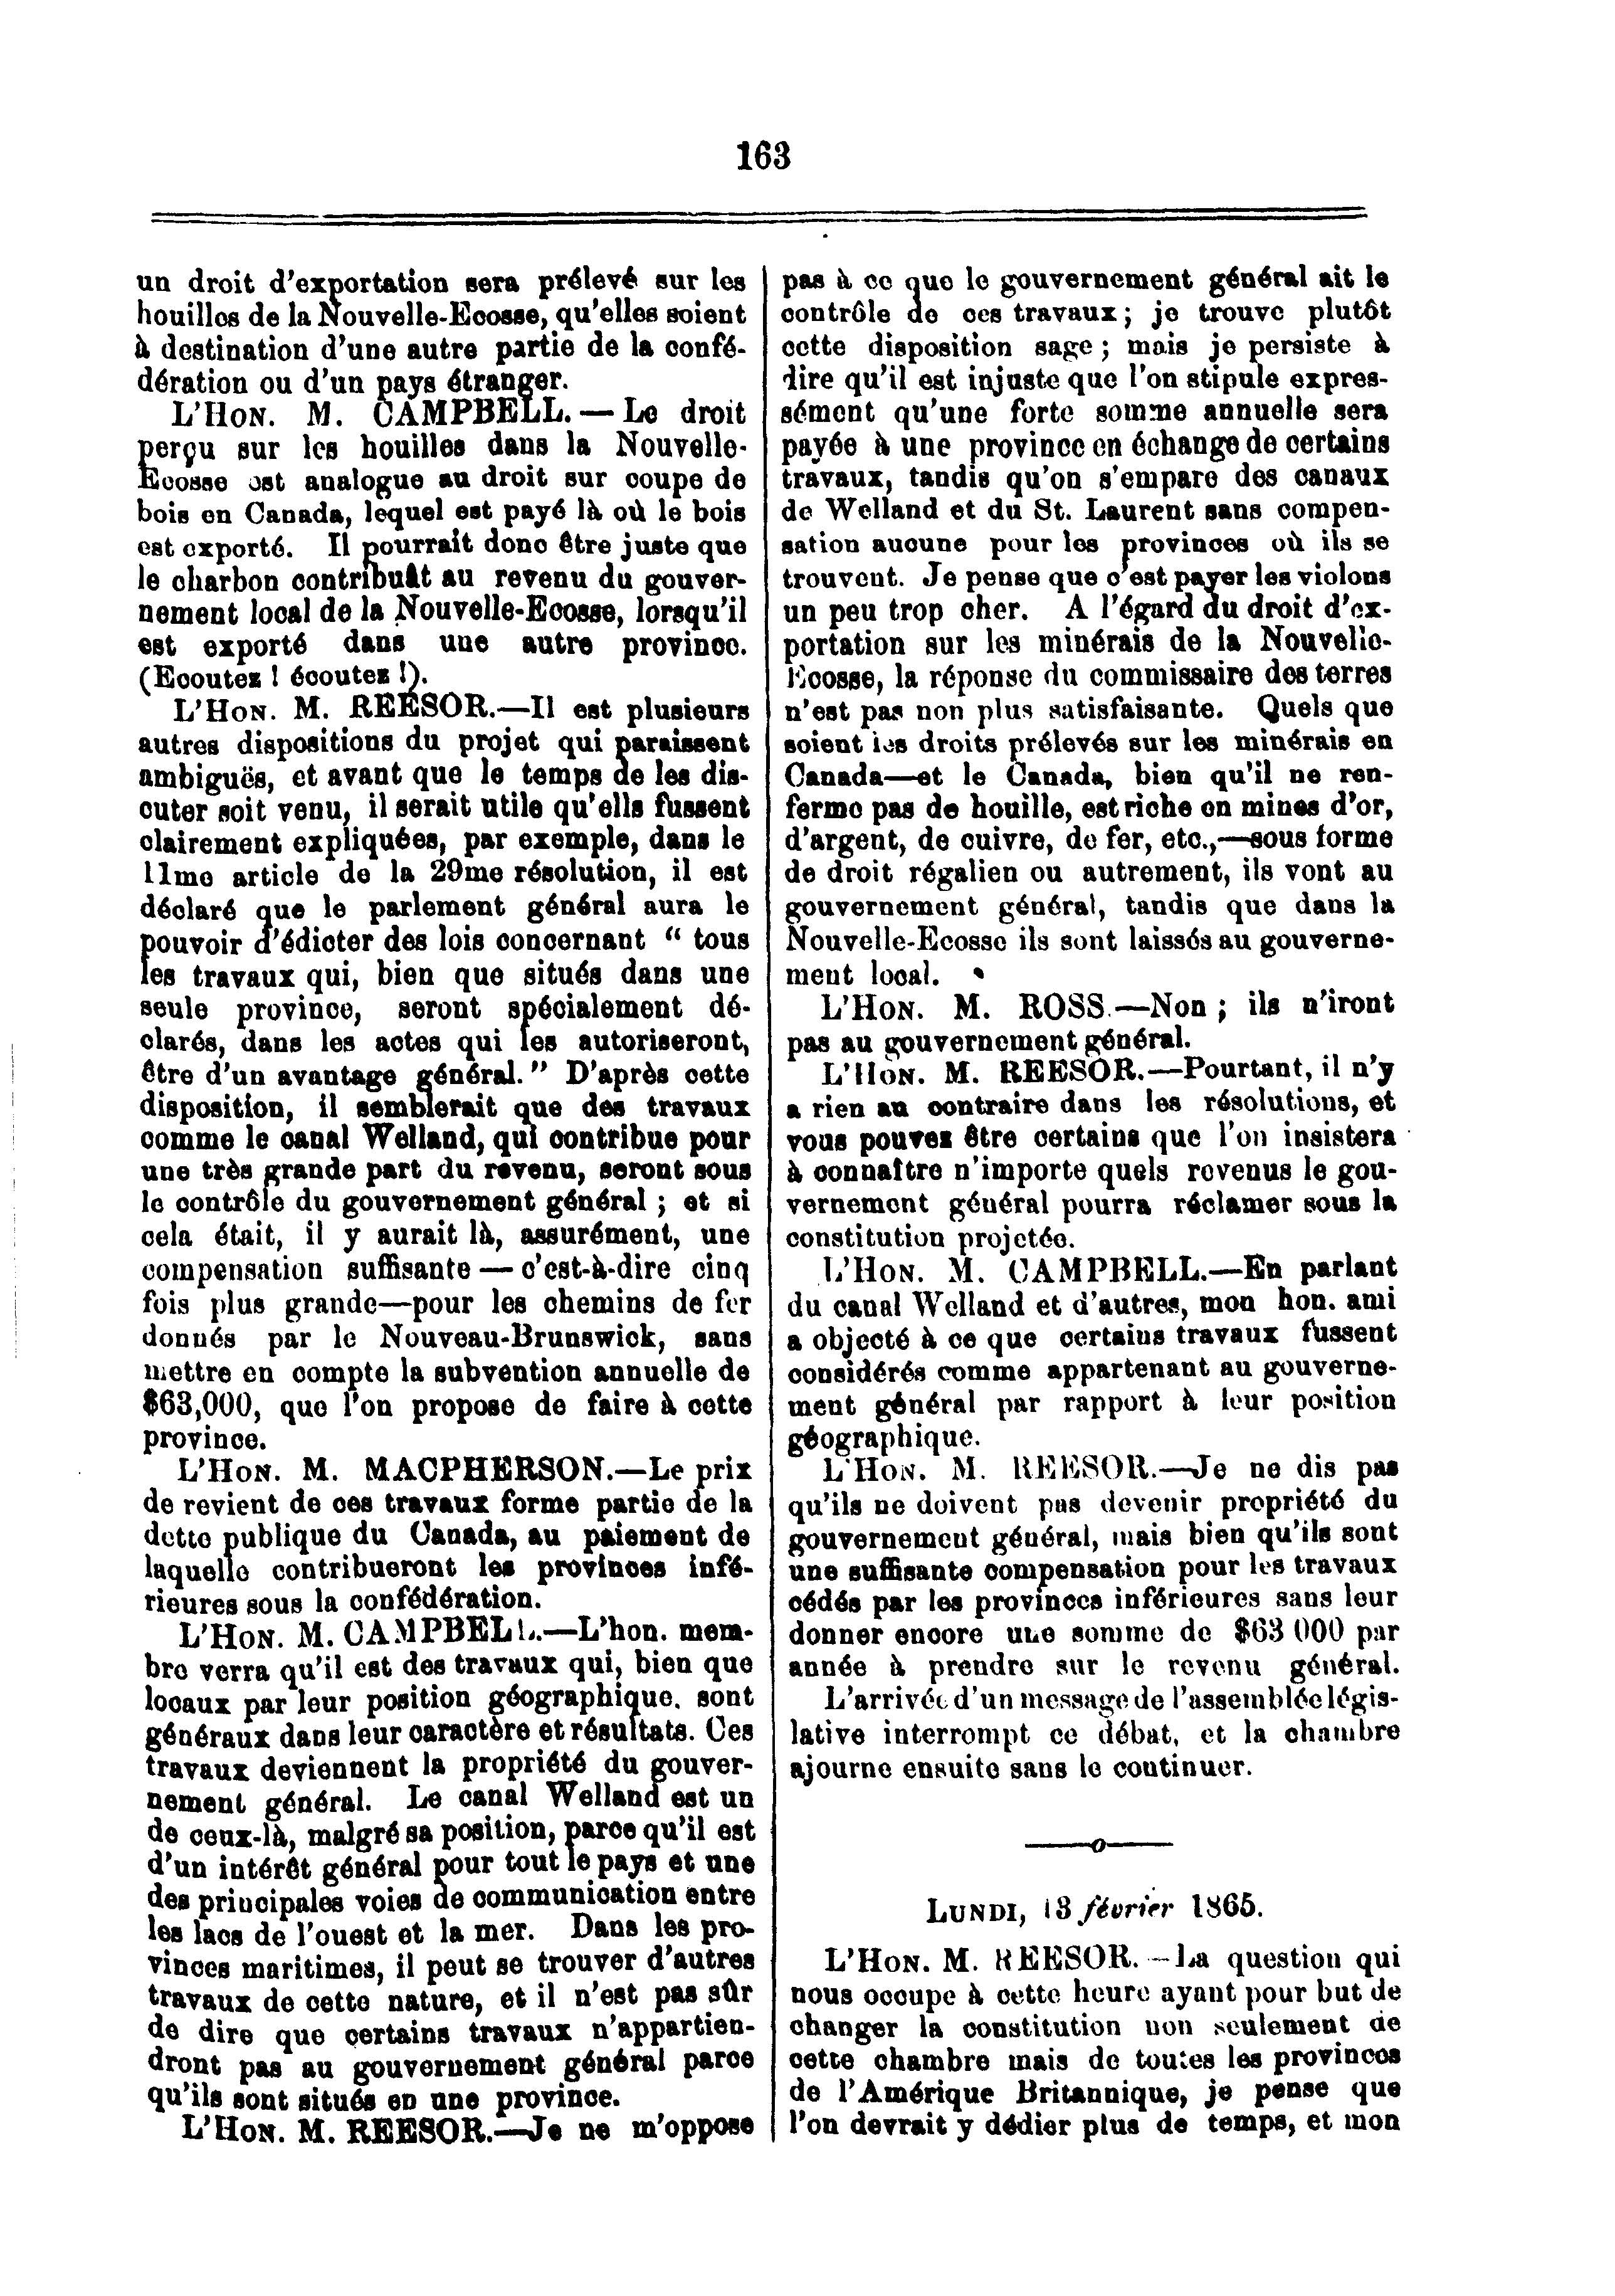 163
un droit d'exportation sera prélevé sur les
houilles de la Nouvelle-Ecosse, qu'elles soient
à destination d'une autre partie de la confé-
dération ou d'un pays étranger.
L'HON. M. CAMPBELL. — Le droit
perçu sur les houilles dans la Nouvelle-
Ecosse est analogue au droit sur coupe de
bois en Canada, lequel est payé là où le bois
est exporté. Il pourrait donc être juste que
le charbon contribuât au revenu du gouver-
nement local de la Nouvelle-Ecosse, lorsqu'il
est exporté dans une autre province.
(Ecoutez ! écoutez !).
L'HON. M. REESOR.—Il est plusieurs
autres dispositions du projet qui paraissent
ambiguës, et avant que le temps de les dis-
cuter soit venu, il serait utile qu'ells fussent
clairement expliquées, par exemple, dans le
11me article de la 29me résolution, il est
déclaré que le parlement général aura le
pouvoir d'édicter des lois concernant “ tous
les travaux qui, bien que situés dans une
seule province, seront spécialement dé-
clarés, dans les actes qui les autoriseront,
être d'un avantage général. ” D'après cette
disposition, il semblerait que des travaux
comme le canal Welland, qui contribue pour
une très grande part du revenu, seront sous
le contrôle du gouvernement général ; et si
cela était, il y aurait là, assurément, une
compensation suffisante — c'est-à-dire cinq
fois plus grande—pour les chemins de fer
donnés par le Nouveau-Brunswick, sans
mettre en compte la subvention annuelle de
$63,000, que l'on propose de faire à cette
province.
L'HON. M. MACPHERSON.—Le prix
de revient de ces travaux forme partie de la
dette publique du Canada, au paiement de
laquelle contribueront les provinces infé-
rieures sous la confédération.
L'HON. M. CAMPBELL.—L'hon. mem-
bre verra qu'il est des travaux qui, bien que
locaux par leur position géographique, sont
généraux dans leur caractère et résultats. Ces
travaux deviennent la propriété du gouver-
nement général. Le canal Welland est un
de ceux-là, malgré sa position, parce qu'il est
d'un intérêt général pour tout le pays et une
des principales voies de communication entre
les lacs de l'ouest et la mer. Dans les pro-
vinces maritimes, il peut se trouver d'autres
travaux de cette nature, et il n'est pas sûr
de dire que certains travaux n'appartien-
dront pas au gouvernement général parce
qu'ils sont situés en une province.
L'HON. M. REESOR.—Je ne m'oppose
pas à ce que le gouvernement général ait le
contrôle de ces travaux ; je trouve plutôt
cette disposition sage ; mais je persiste à
dire qu'il est injuste que l'on stipule expres-
sément qu'une forte somme annuelle sera
payée à une province en échange de certains
travaux, tandis qu'on s'empare des canaux
de Welland et du St. Laurent sans compen-
sation aucune pour les provinces où ils se
trouvent. Je pense que c'est payer les violons
un peu trop cher. A l'égard du droit d'ex-
portation sur les minérais de la Nouvelle-
Ecosse, la réponse du commissaire des terres
n'est pas non plus satisfaisante. Quels que
soient les droits prélevés sur les minérais en
Canada—et le Canada, bien qu'il ne ren-
ferme pas de houille, est riche en mines d'or,
d'argent, de cuivre, de fer, etc.,—sous forme
de droit régalien ou autrement, ils vont au
gouvernement général, tandis que dans la
Nouvelle-Ecosse ils sont laissés au gouverne-
ment local.
L'HON. M. ROSS.—Non ; ils n'iront
pas au gouvernement général.
L'HON. M. REESOR.—Pourtant, il n'y
a rien au contraire dans les résolutions, et
vous pouvez être certains que l'on insistera
à connaître n'importe quels revenus le gou-
vernement général pourra réclamer sous la
constitution projetée.
L'HON. M. CAMPBELL.—En parlant
du canal Welland et d'autres, mon hon. ami
a objecté à ce que certains travaux fussent
considérés comme appartenant au gouverne-
ment général par rapport à leur position
géographique.
L'HON. M. REESOR.—Je ne dis pas
qu'ils ne doivent pas devenir propriété du
gouvernement général, mais bien qu'ils sont
une suffisante compensation pour les travaux
cédés par les provinces inférieures sans leur
donner encore une somme de $63 000 par
année à prendre sur le revenu général.
L'arrivée d'un message de l'assemblée légis-
lative interrompt ce débat, et la chambre
ajourne ensuite sans le continuer.
LUNDI, 13 février 1865.
L'HON. M. REESOR.—La question qui
nous occupe à cette heure ayant pour but de
changer la constitution non seulement de
cette chambre mais de toutes les provinces
de l'Amérique Britannique, je pense que
l'on devrait y dédier plus de temps, et mon